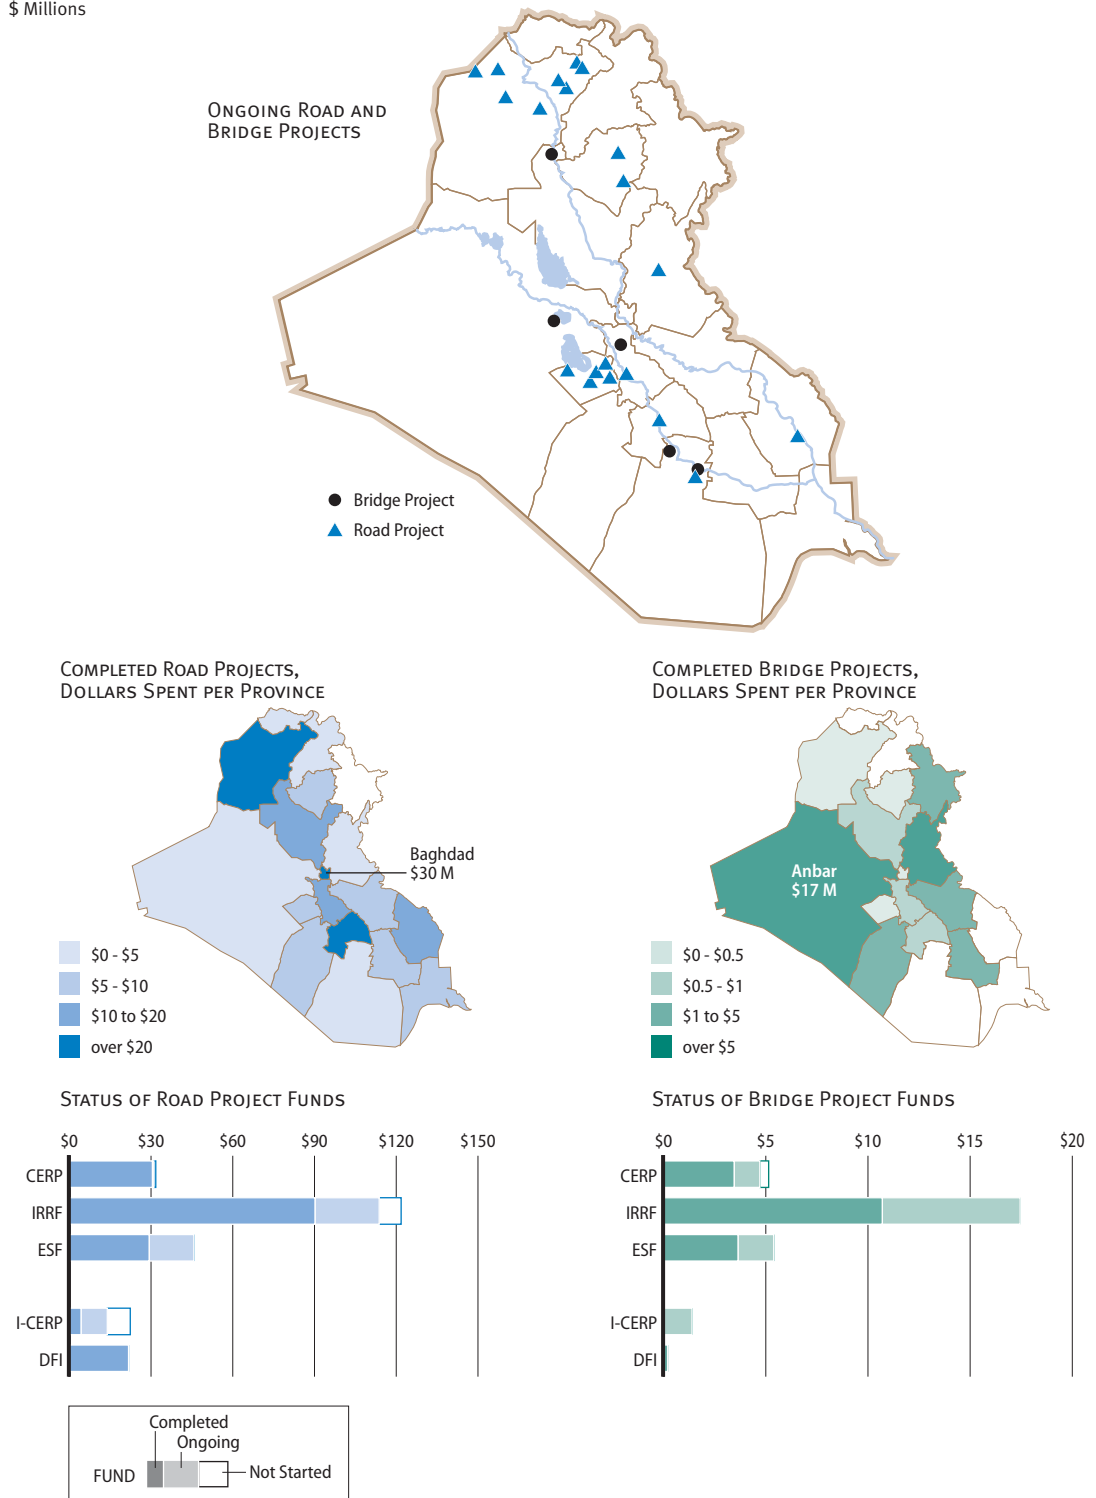 $ Millions
Ongoing Road and
Bridge Projects
Bridge Project
Road Project
Completed Road Projects,
Dollars Spent per Province
Baghdad
$30 M
$0 - $5
$5 - $10
$10 to $20
over $20
Completed Bridge Projects,
Dollars Spent per Province
Anbar
$17 M
$0 - $0.5
$0.5 - $1
$1 to $5
over $5
Status of Road Project Funds
$0 $30 $60 $90 $120 $150
CERP
IRRF
ESF
I-CERP
DFI
Status of Bridge Project Funds
$0 $5 $10 $15 $20
CERP
IRRF
ESF
I-CERP
DFI
Completed
Ongoing
FUND
Not Started